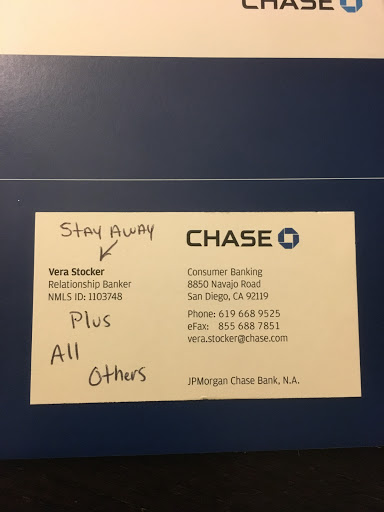 CHASE
STAY AWAY
CHASE
Vera Stocker
Relationship Banker
NMLS ID: 1103748
Plus
All
Others
Consumer Banking
8850 Navajo Road
San Diego, CA 92119
Phone: 619 668 9525
eFax: 855 688 7851
vera.stocker@chase.com
JPMorgan Chase Bank, N.A.